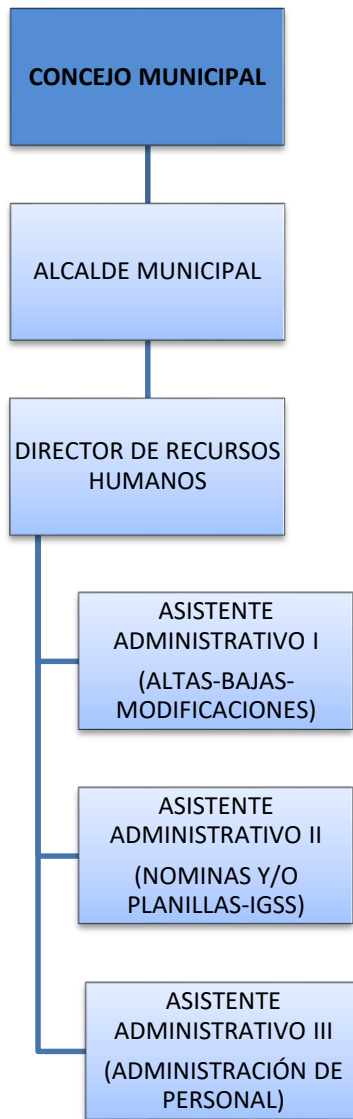 CONCEJO MUNICIPAL
ALCALDE MUNICIPAL
DIRECTOR DE RECURSOS
HUMANOS
ASISTENTE
ADMINISTRATIVO I
(ALTAS-BAJAS-
MODIFICACIONES)
ASISTENTE
ADMINISTRATIVO II
(NOMINAS Y/O
PLANILLAS-IGSS)
ASISTENTE
ADMINISTRATIVO III
(ADMINISTRACIÓN DE
PERSONAL)